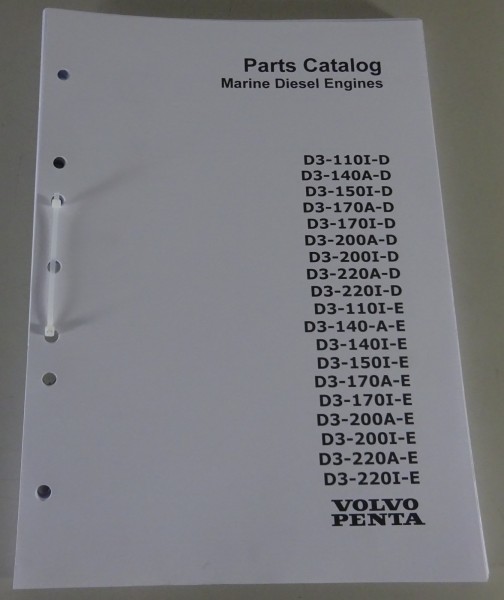 Parts Catalog
Marine Diesel Engines
D3-110I-D
D3-140A-D
D3-150I-D
D3-170A-D
D3-170I-D
D3-200A-D
D3-200I-D
D3-220A-D
D3-220I-D
D3-110I-E
D3-140-A-E
D3-140I-E
D3-150I-E
D3-170A-E
D3-170I-E
D3-200A-E
D3-200I-E
D3-220A-E
D3-220I-E
VOLVO
PENTA